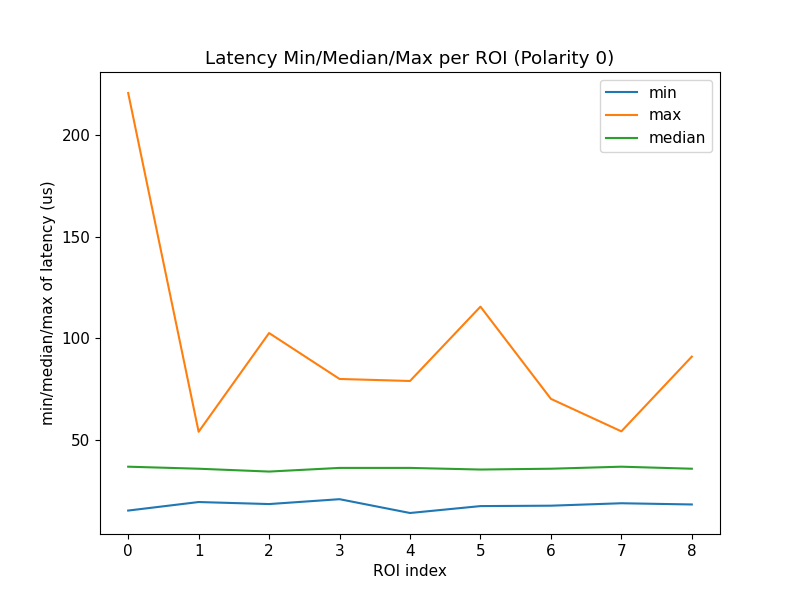 Latency Min/Median/Max per ROI (Polarity 0)
min
max
median
200
150
100
50
min/median/max of latency (us)
0 1 2 3 4 5 6 7 8
ROI index